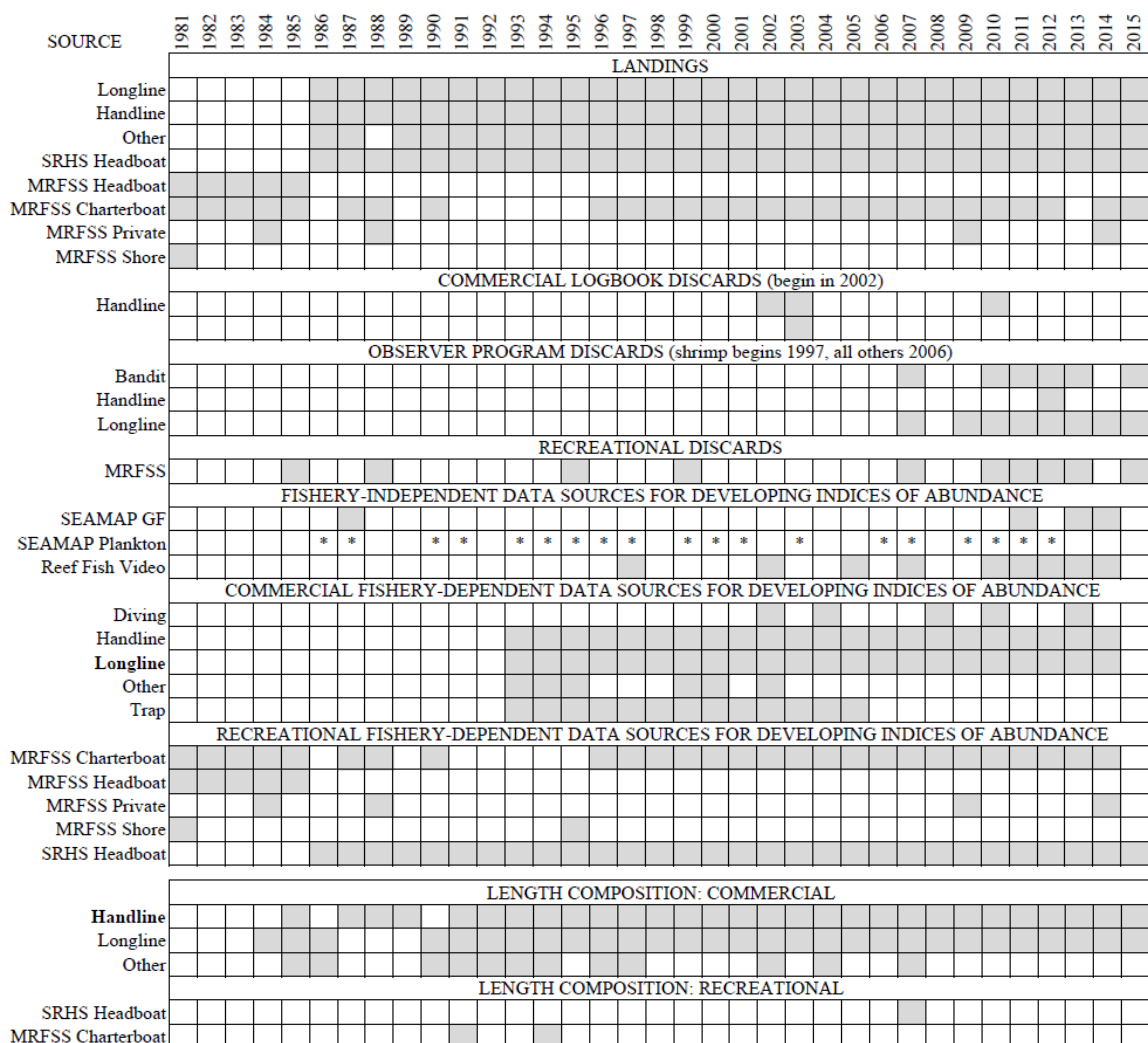 SOURCE 1981 1982 1983 1984 1985 1986 1987 1988 1989 1990 1991 1992 1993 1994 1995 1996 1997 1998 1999 2000 2001 2002 2003 2004 2005 2006 2007 2008 2009 2010 2011 2012 2013 2014 2015
LANDINGS
Longline
Handline
Other
SRHS Headboat
MRFSS Headboat
MRFSS Charterboat
MRFSS Private
MRFSS Shore
COMMERCIAL LOGBOOK DISCARDS (begin in 2002)
Handline
OBSERVER PROGRAM DISCARDS (shrimp begins 1997, all others 2006)
Bandit
Handline
Longline
RECREATIONAL DISCARDS
MRFSS
FISHERY-INDEPENDENT DATA SOURCES FOR DEVELOPING INDICES OF ABUNDANCE
SEAMAP GF
SEAMAP Plankton * * * * * * * * * * * * * * * * * *
Reef Fish Video
COMMERCIAL FISHERY-DEPENDENT DATA SOURCES FOR DEVELOPING INDICES OF ABUNDANCE
Diving
Handline
Longline
Other
Trap
RECREATIONAL FISHERY-DEPENDENT DATA SOURCES FOR DEVELOPING INDICES OF ABUNDANCE
MRFSS Charterboat
MRFSS Headboat
MRFSS Private
MRFSS Shore
SRHS Headboat
LENGTH COMPOSITION: COMMERCIAL
Handline
Longline
Other
LENGTH COMPOSITION: RECREATIONAL
SRHS Headboat
MRFSS Charterboat